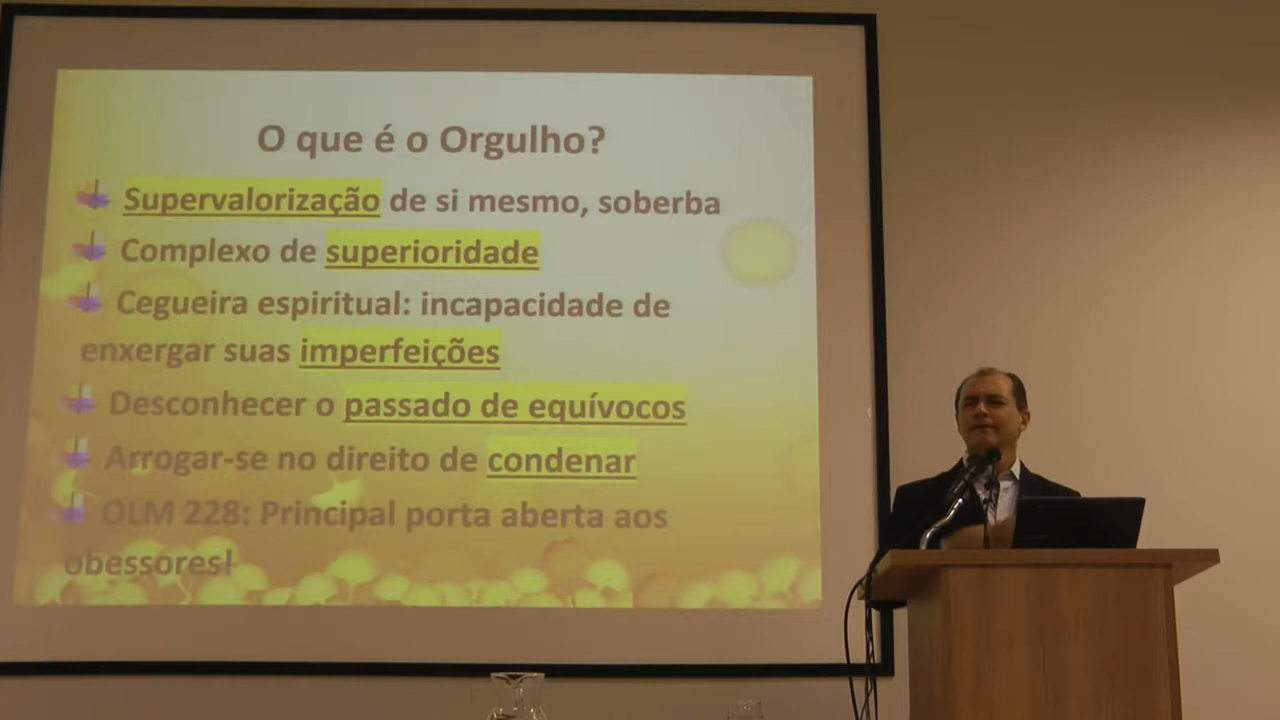 O que é o Orgulho?
Supervalorização de si mesmo, soberba
Complexo de superioridade
Cegueira espiritual: incapacidade de
enxergar suas imperfeições
Desconhecer o passado de equívocos
Arrogar-se no direito de condenar
OLM 228: Principal porta aberta aos
obessores!